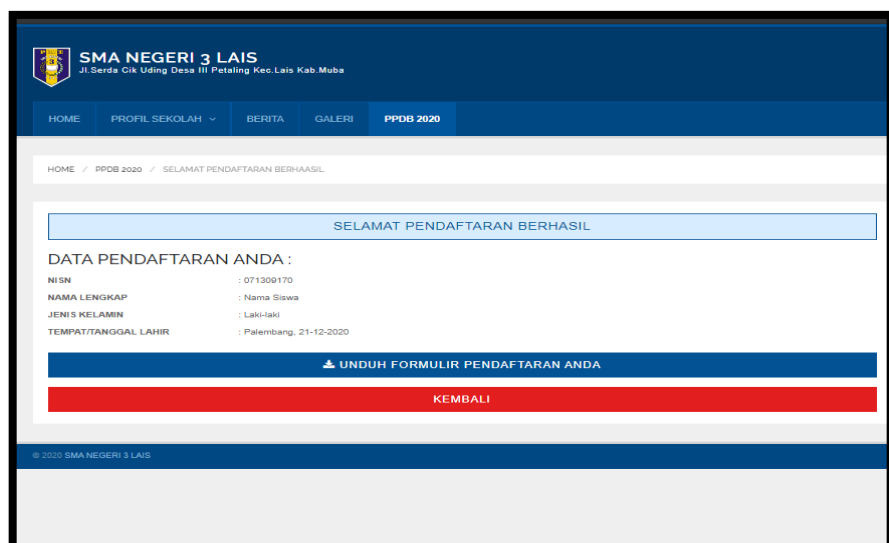 SMA NEGERI 3 LAIS
Jl.Serda Cik Uding Desa III Petaling Kec.Lais Kab.Muba
HOME PROFIL SEKOLAH BERITA GALERI PPDB 2020
HOME / PPDB 2020 / SELAMAT PENDAFTARAN BERHAASIL
SELAMAT PENDAFTARAN BERHASIL
DATA PENDAFTARAN ANDA :
NISN : 071309170
NAMA LENGKAP : Nama Siswa
JENIS KELAMIN : Laki-laki
TEMPAT/TANGGAL LAHIR : Palembang, 21-12-2020
UNDUH FORMULIR PENDAFTARAN ANDA
KEMBALI
© 2020 SMA NEGERI 3 LAIS